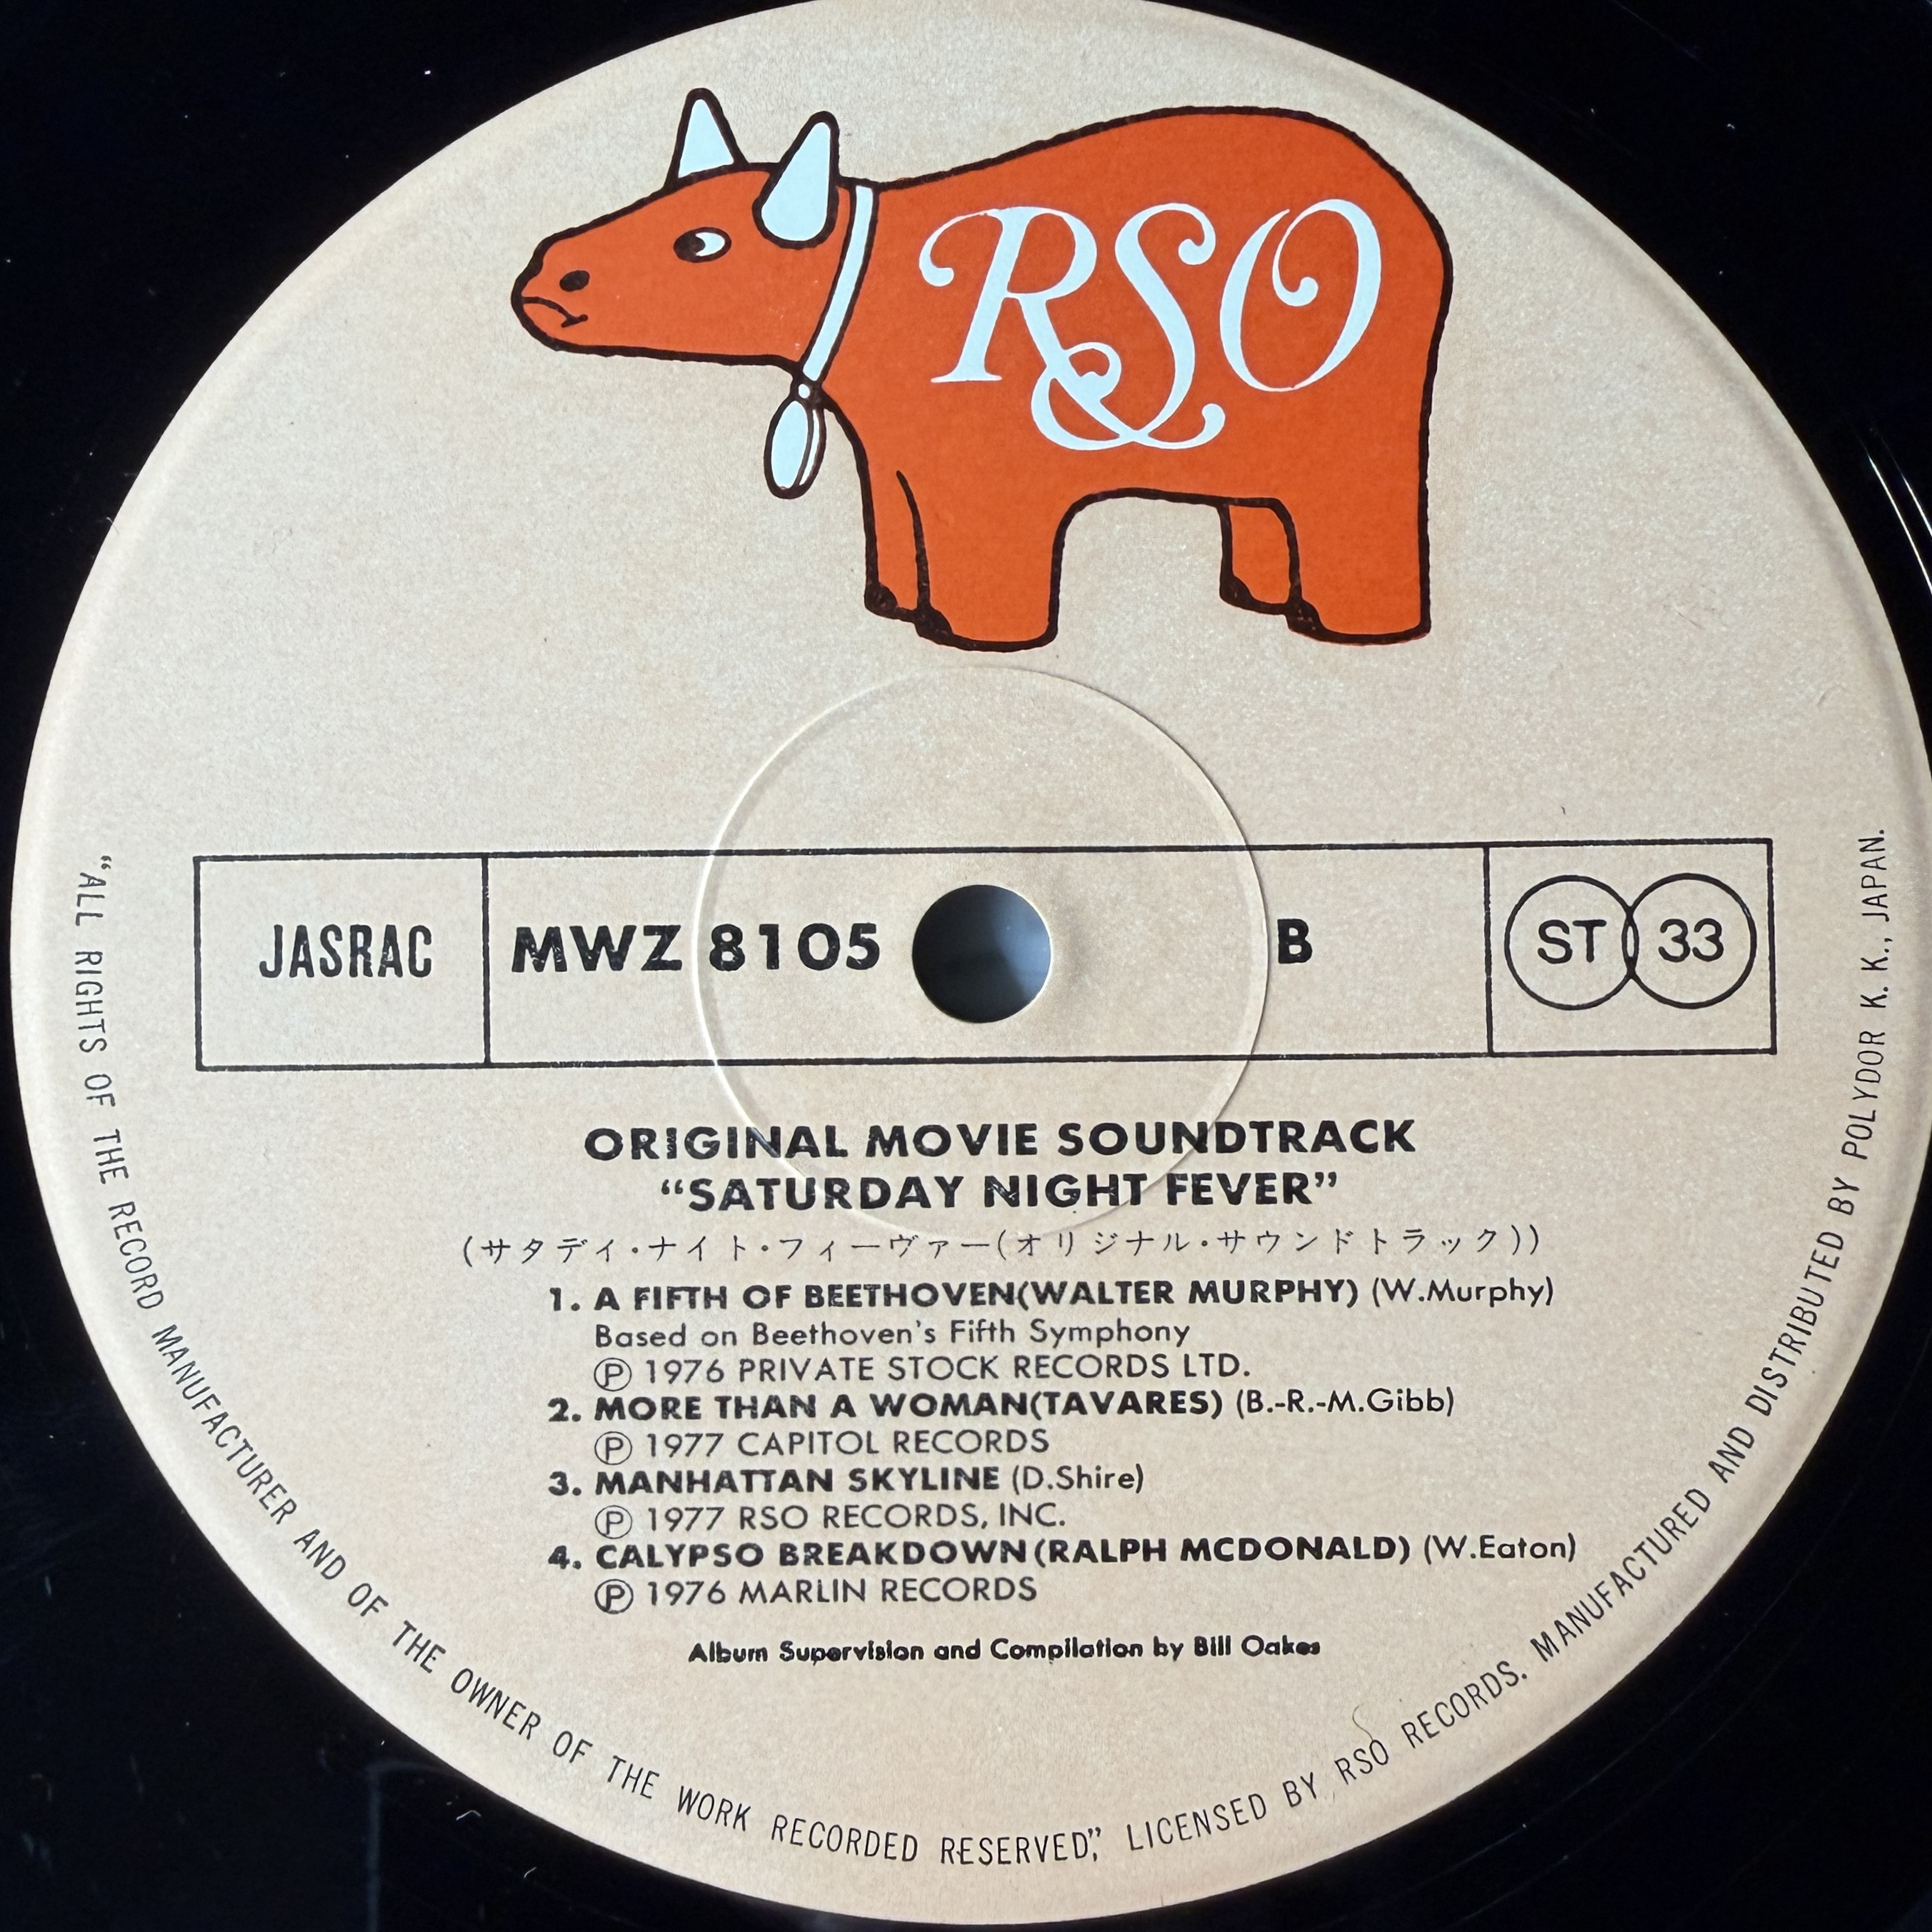 RSO
JASRAC
MWZ 8105
B
ST 33
ORIGINAL MOVIE SOUNDTRACK
“SATURDAY NIGHT FEVER”
(サタデイ・ナイト・フィーヴァー(オリジナル・サウンドトラック))
1. A FIFTH OF BEETHOVEN(WALTER MURPHY) (W.Murphy)
Based on Beethoven's Fifth Symphony
Ⓟ 1976 PRIVATE STOCK RECORDS LTD.
2. MORE THAN A WOMAN(TAVARES) (B.-R.-M.Gibb)
Ⓟ 1977 CAPITOL RECORDS
3. MANHATTAN SKYLINE (D.Shire)
Ⓟ 1977 RSO RECORDS, INC.
4. CALYPSO BREAKDOWN(RALPH MCDONALD) (W.Eaton)
Ⓟ 1976 MARLIN RECORDS
Album Supervision and Compilation by Bill Oakes
“ALL RIGHTS OF THE RECORD MANUFACTURER AND OF THE OWNER OF THE WORK RECORDED RESERVED”, LICENSED BY RSO RECORDS. MANUFACTURED AND DISTRIBUTED BY POLYDOR K. K., JAPAN.